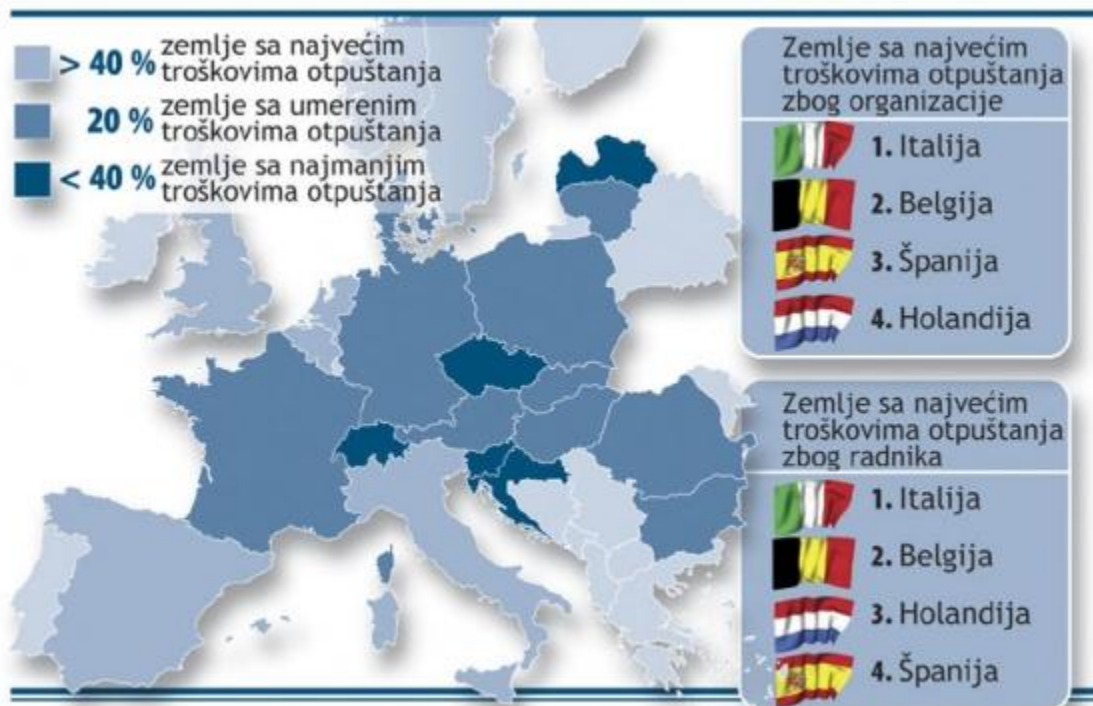 > 40 % zemlje sa najvećim
troškovima otpuštanja
20 % zemlje sa umerenim
troškovima otpuštanja
< 40 % zemlje sa najmanjim
troškovima otpuštanja
Zemlje sa najvećim
troškovima otpuštanja
zbog organizacije
1. Italija
2. Belgija
3. Španija
4. Holandija
Zemlje sa najvećim
troškovima otpuštanja
zbog radnika
1. Italija
2. Belgija
3. Holandija
4. Španija